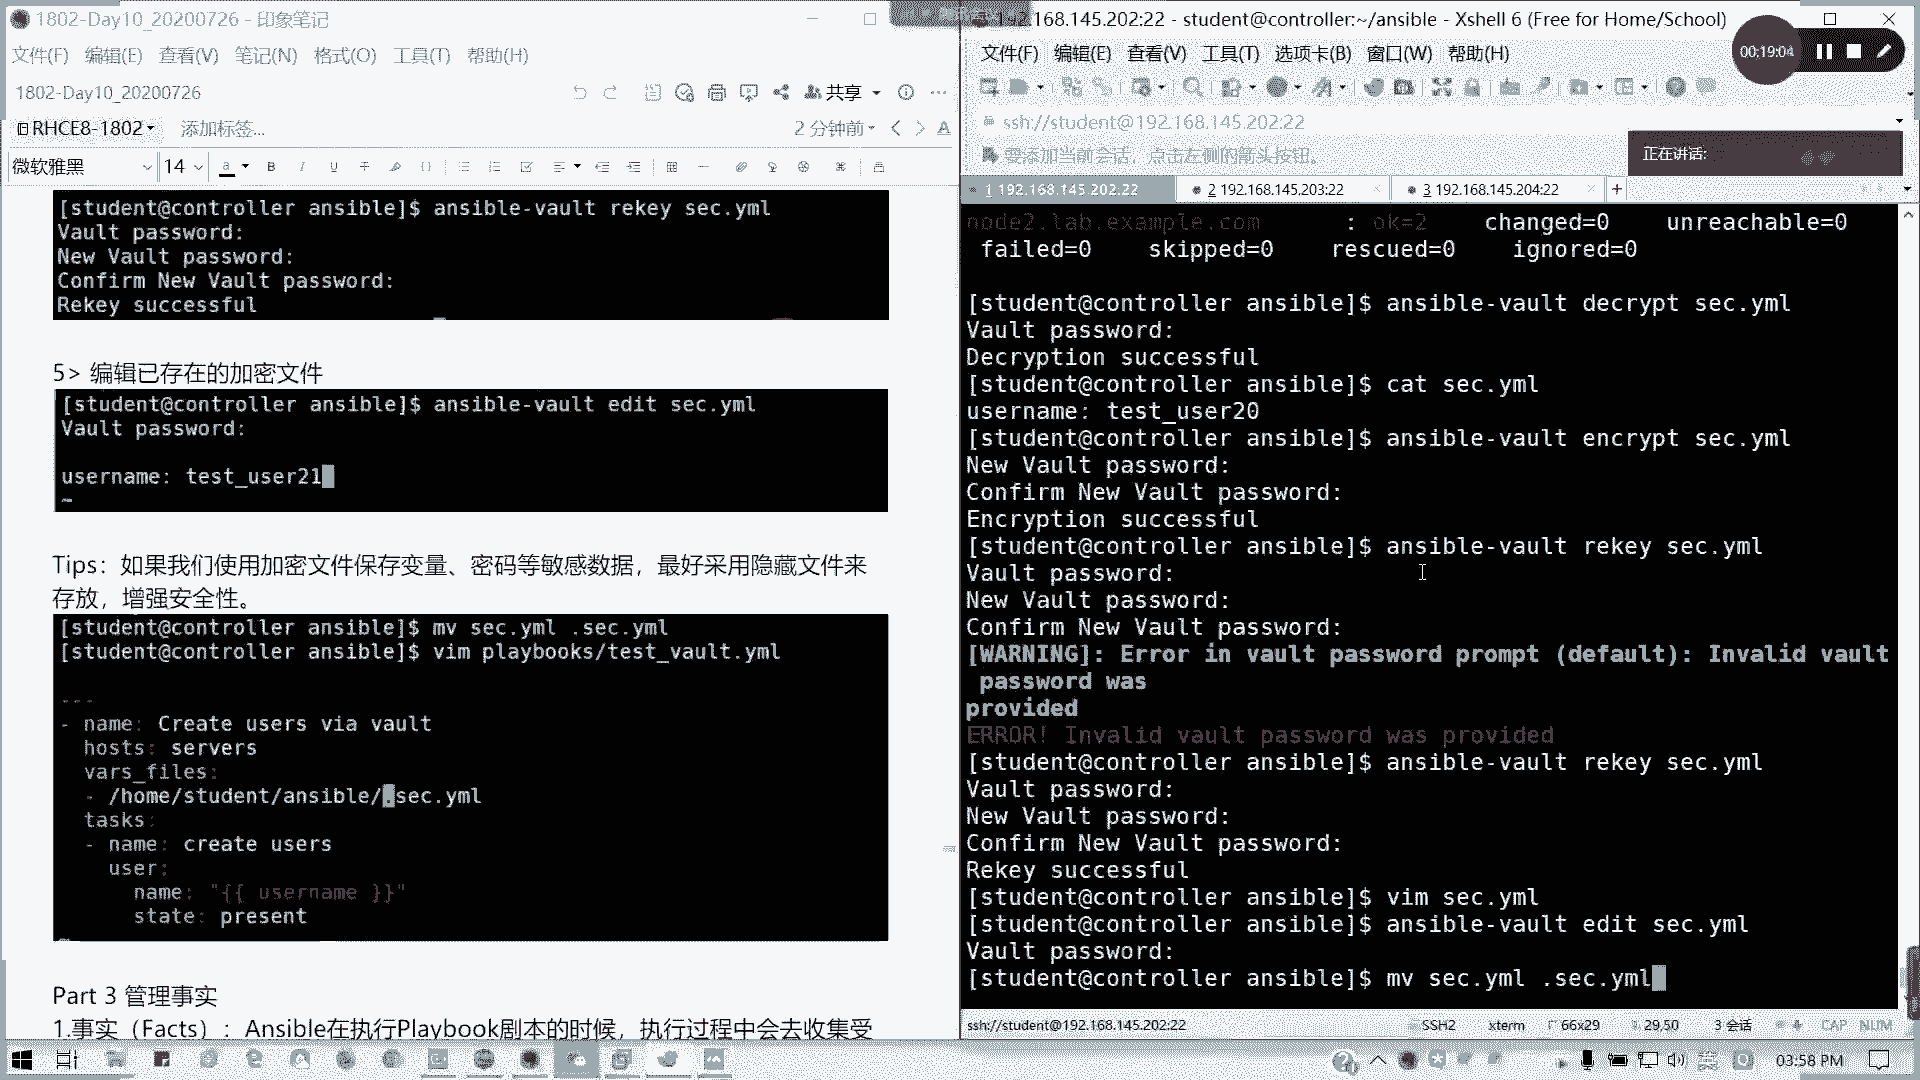 1802-Day10_20200726 - 印象笔记
文件(F) 编辑(E) 查看(V) 笔记(N) 格式(O) 工具(T) 帮助(H)
1802-Day10_20200726
共享
RHCE8-1802 添加标签...
2 分钟前
微软雅黑 14
[student@controller ansible]$ ansible-vault rekey sec.yml
Vault password:
New Vault password:
Confirm New Vault password:
Rekey successful
5> 编辑已存在的加密文件
[student@controller ansible]$ ansible-vault edit sec.yml
Vault password:
username: test_user21
~
Tips：如果我们使用加密文件保存变量、密码等敏感数据，最好采用隐藏文件来
存放，增强安全性。
[student@controller ansible]$ mv sec.yml .sec.yml
[student@controller ansible]$ vim playbooks/test_vault.yml
---
- name: Create users via vault
hosts: servers
vars_files:
- /home/student/ansible/.sec.yml
tasks:
- name: create users
user:
name: "{{ username }}"
state: present
Part 3 管理事实
1.事实（Facts）：Ansible在执行Playbook剧本的时候，执行过程中会去收集受
192.168.145.202:22 - student@controller:~/ansible - Xshell 6 (Free for Home/School)
文件(F) 编辑(E) 查看(V) 工具(T) 选项卡(B) 窗口(W) 帮助(H)
00:19:04
ssh://student@192.168.145.202:22
要添加当前会话，点击左侧的箭头按钮。
正在讲话:
1 192.168.145.202:22 2 192.168.145.203:22 3 192.168.145.204:22 +
node2.lab.example.com : ok=2 changed=0 unreachable=0
failed=0 skipped=0 rescued=0 ignored=0
[student@controller ansible]$ ansible-vault decrypt sec.yml
Vault password:
Decryption successful
[student@controller ansible]$ cat sec.yml
username: test_user20
[student@controller ansible]$ ansible-vault encrypt sec.yml
New Vault password:
Confirm New Vault password:
Encryption successful
[student@controller ansible]$ ansible-vault rekey sec.yml
Vault password:
New Vault password:
Confirm New Vault password:
[WARNING]: Error in vault password prompt (default): Invalid vault
password was
provided
ERROR! Invalid vault password was provided
[student@controller ansible]$ ansible-vault rekey sec.yml
Vault password:
New Vault password:
Confirm New Vault password:
Rekey successful
[student@controller ansible]$ vim sec.yml
[student@controller ansible]$ ansible-vault edit sec.yml
Vault password:
[student@controller ansible]$ mv sec.yml .sec.yml
ssh://student@192.168.145.202:22 SSH2 xterm 66x29 29,50 3 会话 CAP NUM
03:58 PM